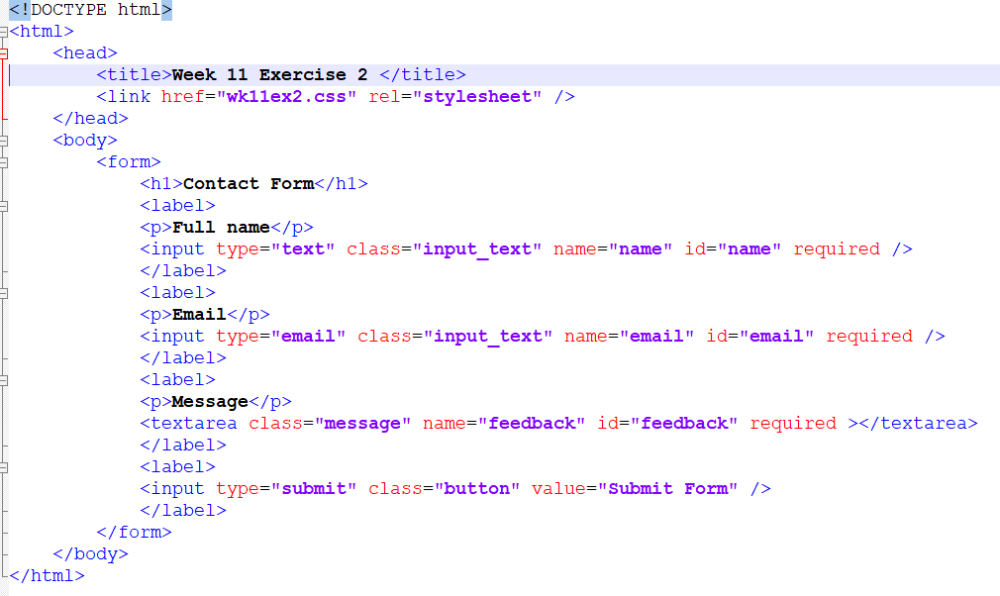 <!DOCTYPE html>
<html>
<head>
<title>Week 11 Exercise 2 </title>
<link href="wk11ex2.css" rel="stylesheet" />
</head>
<body>
<form>
<h1>Contact Form</h1>
<label>
<p>Full name</p>
<input type="text" class="input_text" name="name" id="name" required />
</label>
<label>
<p>Email</p>
<input type="email" class="input_text" name="email" id="email" required />
</label>
<label>
<p>Message</p>
<textarea class="message" name="feedback" id="feedback" required ></textarea>
</label>
<label>
<input type="submit" class="button" value="Submit Form" />
</label>
</form>
</body>
</html>